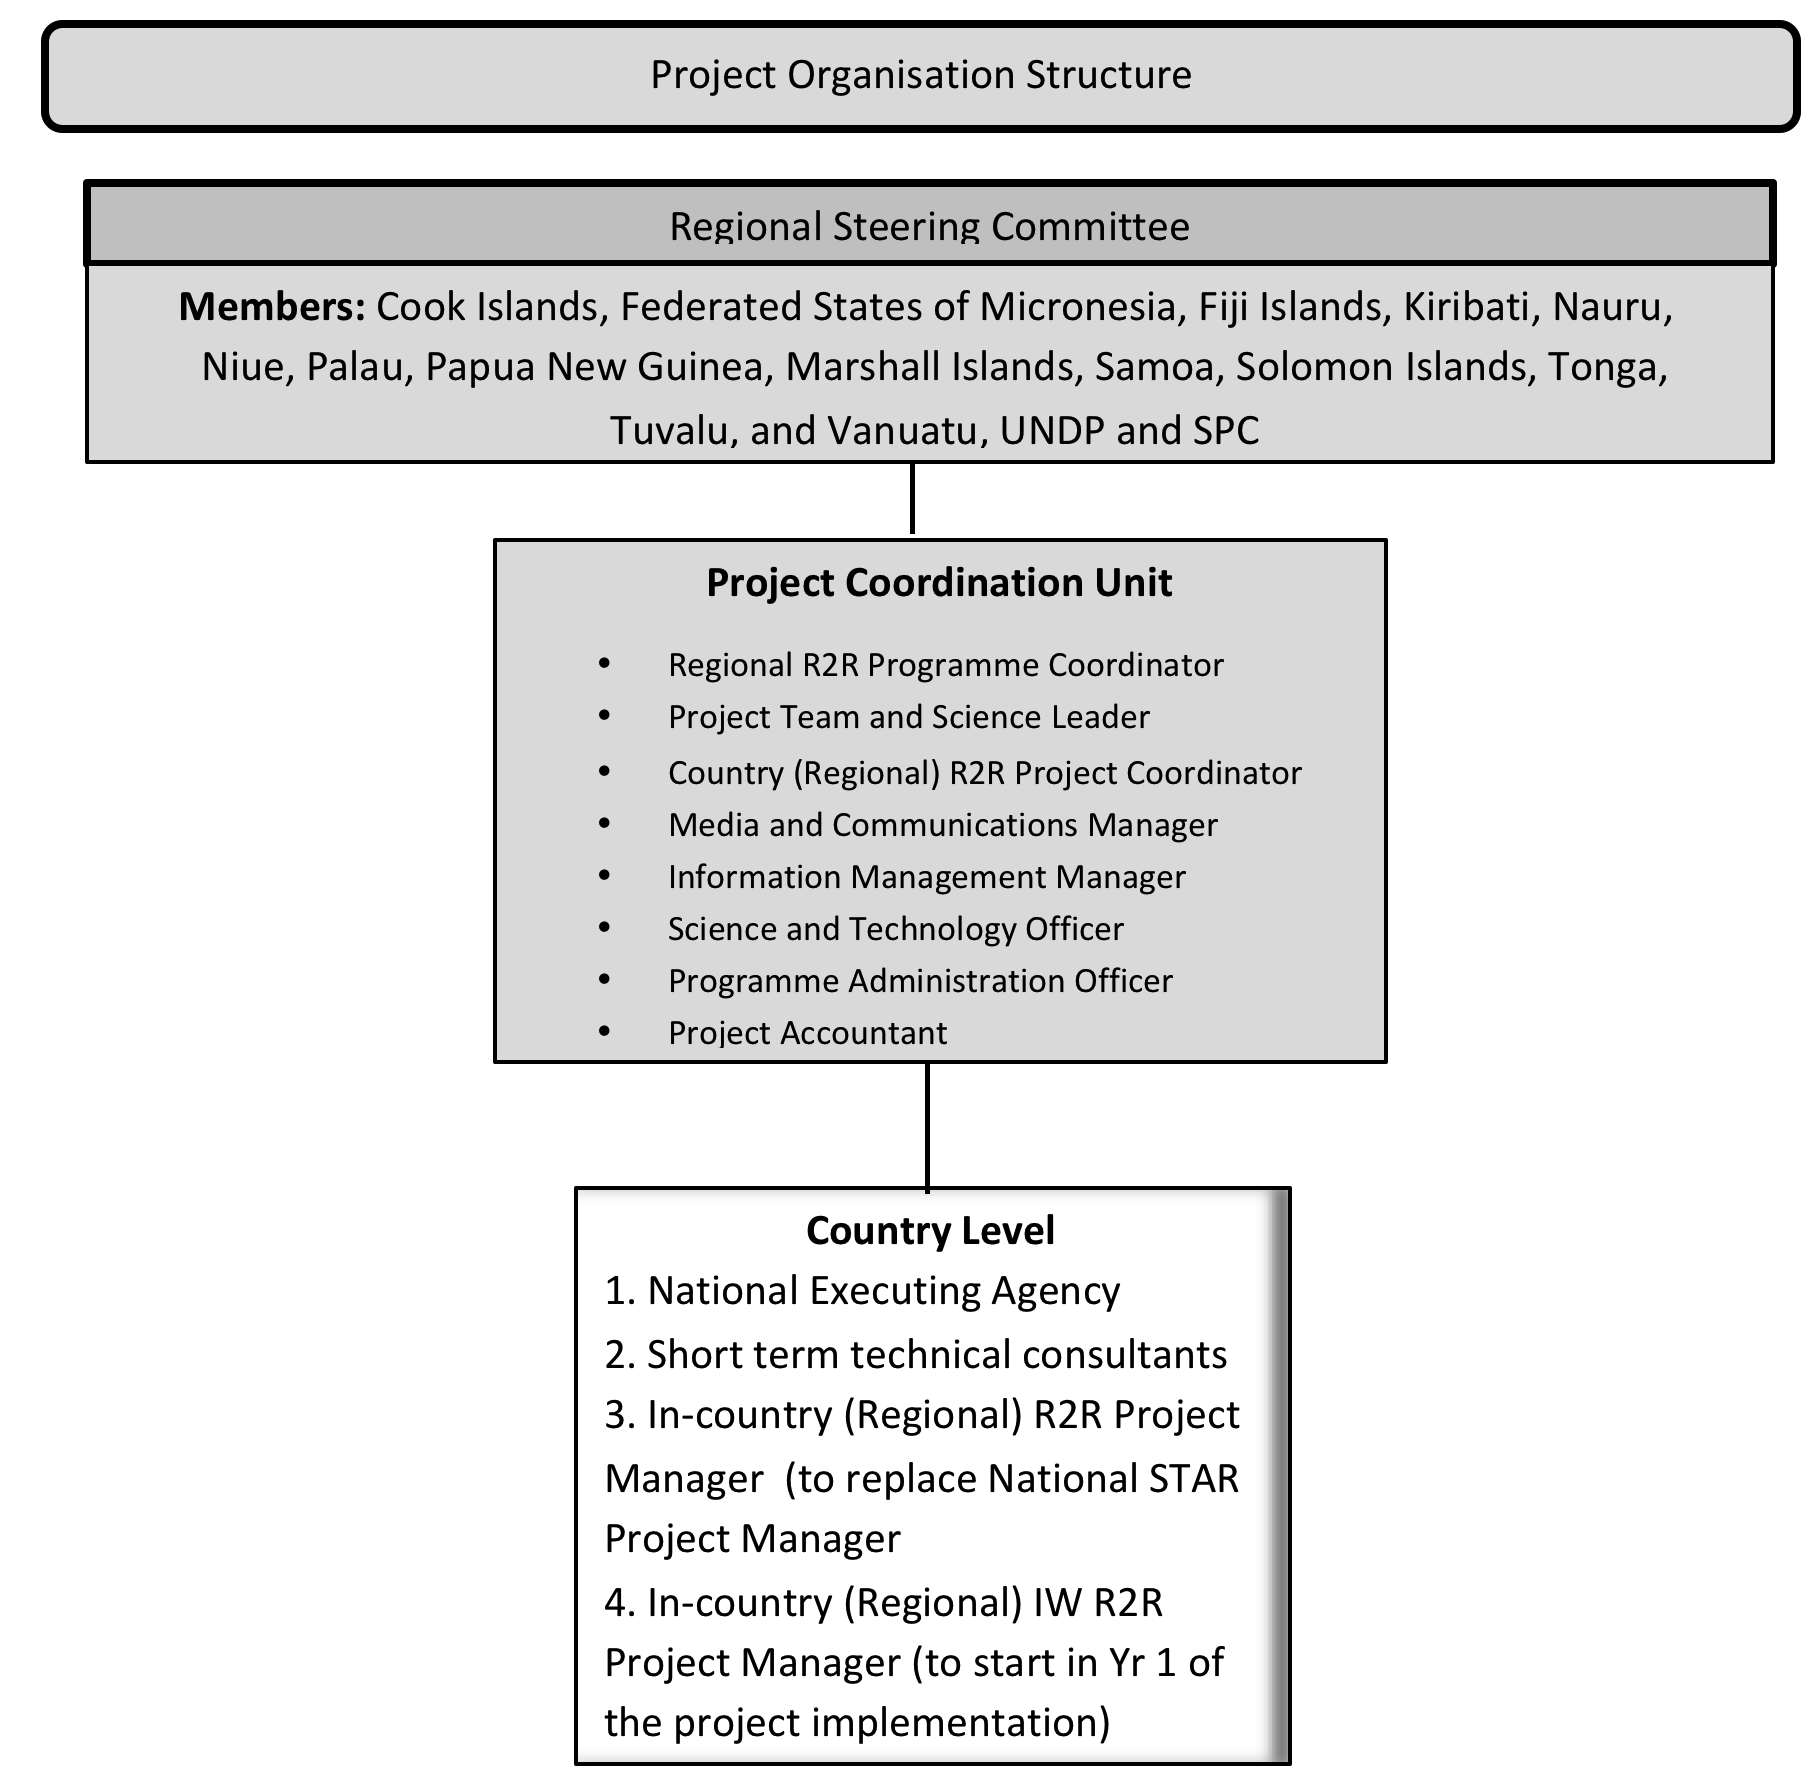 Project Organisation Structure
Regional Steering Committee
Members: Cook Islands, Federated States of Micronesia, Fiji Islands, Kiribati, Nauru,
Niue, Palau, Papua New Guinea, Marshall Islands, Samoa, Solomon Islands, Tonga,
Tuvalu, and Vanuatu, UNDP and SPC
Project Coordination Unit
• Regional R2R Programme Coordinator
• Project Team and Science Leader
• Country (Regional) R2R Project Coordinator
• Media and Communications Manager
• Information Management Manager
• Science and Technology Officer
• Programme Administration Officer
• Project Accountant
Country Level
1. National Executing Agency
2. Short term technical consultants
3. In-country (Regional) R2R Project
Manager  (to replace National STAR
Project Manager
4. In-country (Regional) IW R2R
Project Manager (to start in Yr 1 of
the project implementation)